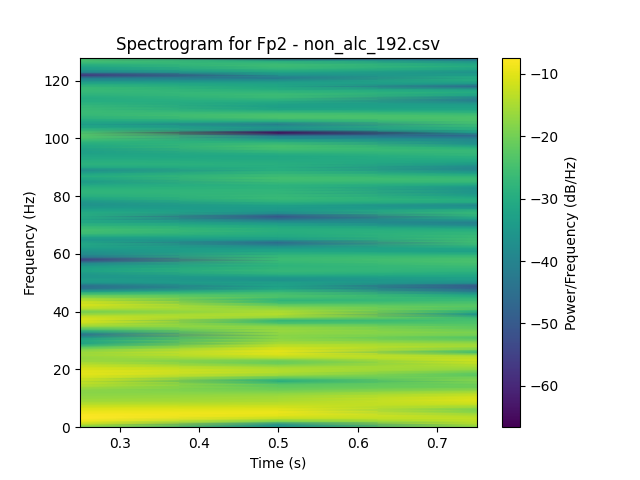 Spectrogram for Fp2 - non_alc_192.csv
120
100
80
60
40
20
0
Frequency (Hz)
0.3 0.4 0.5 0.6 0.7
Time (s)
−10
−20
−30
−40
−50
−60
Power/Frequency (dB/Hz)